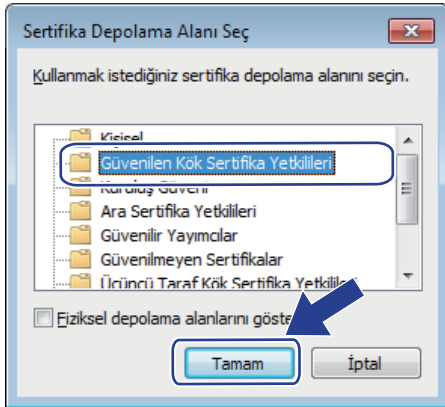 Sertifika Depolama Alanı Seç
Kullanmak istediğiniz sertifika depolama alanını seçin.
Kişisel
Güvenilen Kök Sertifika Yetkilileri
Kuruluş Güveni
Ara Sertifika Yetkilileri
Güvenilir Yayımcılar
Güvenilmeyen Sertifikalar
Üçüncü Taraf Kök Sertifika Yetkilileri
Fiziksel depolama alanlarını göste
Tamam
İptal